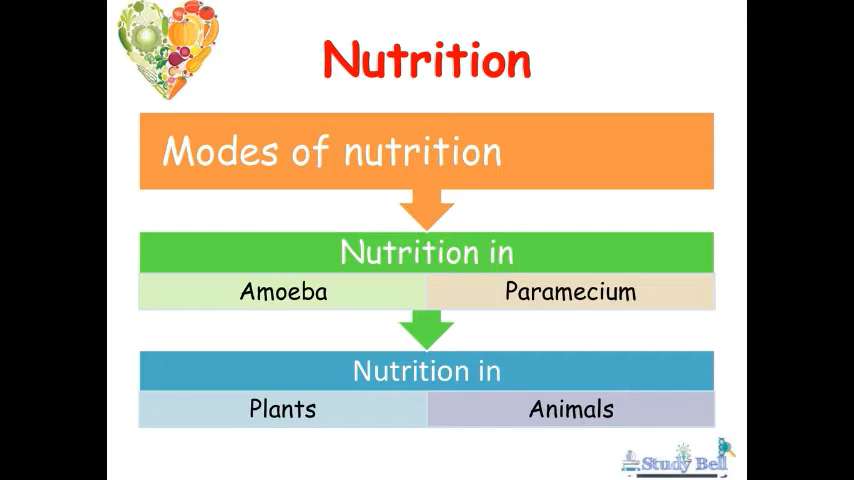 Nutrition
Modes of nutrition
Nutrition in
Amoeba Paramecium
Nutrition in
Plants Animals
Study Bell